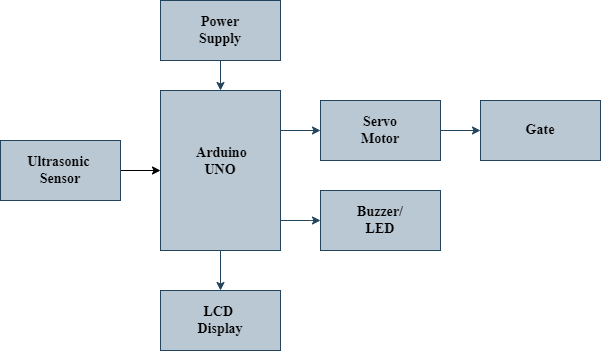 Power
Supply
Servo
Motor
Gate
Arduino
UNO
Ultrasonic
Sensor
Buzzer/
LED
LCD
Display